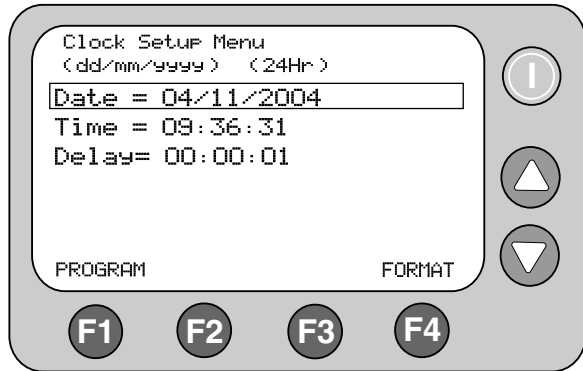 Clock Setup Menu
(dd/mm/yyyy) (24Hr)
Date = 04/11/2004
Time = 09:36:31
Delay= 00:00:01
PROGRAM FORMAT
F1 F2 F3 F4
I